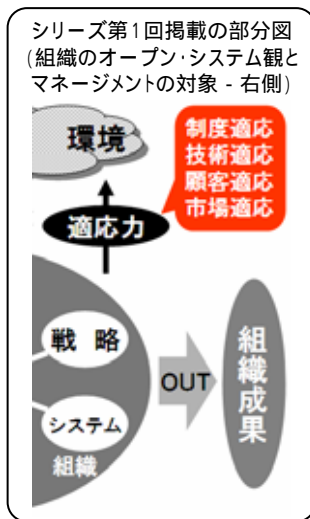 シリーズ第1回掲載の部分図
(組織のオープン・システム観と
マネージメントの対象 - 右側)
環境
制度適応
技術適応
顧客適応
市場適応
適応力
戦 略
システム
組織
OUT
組織成果